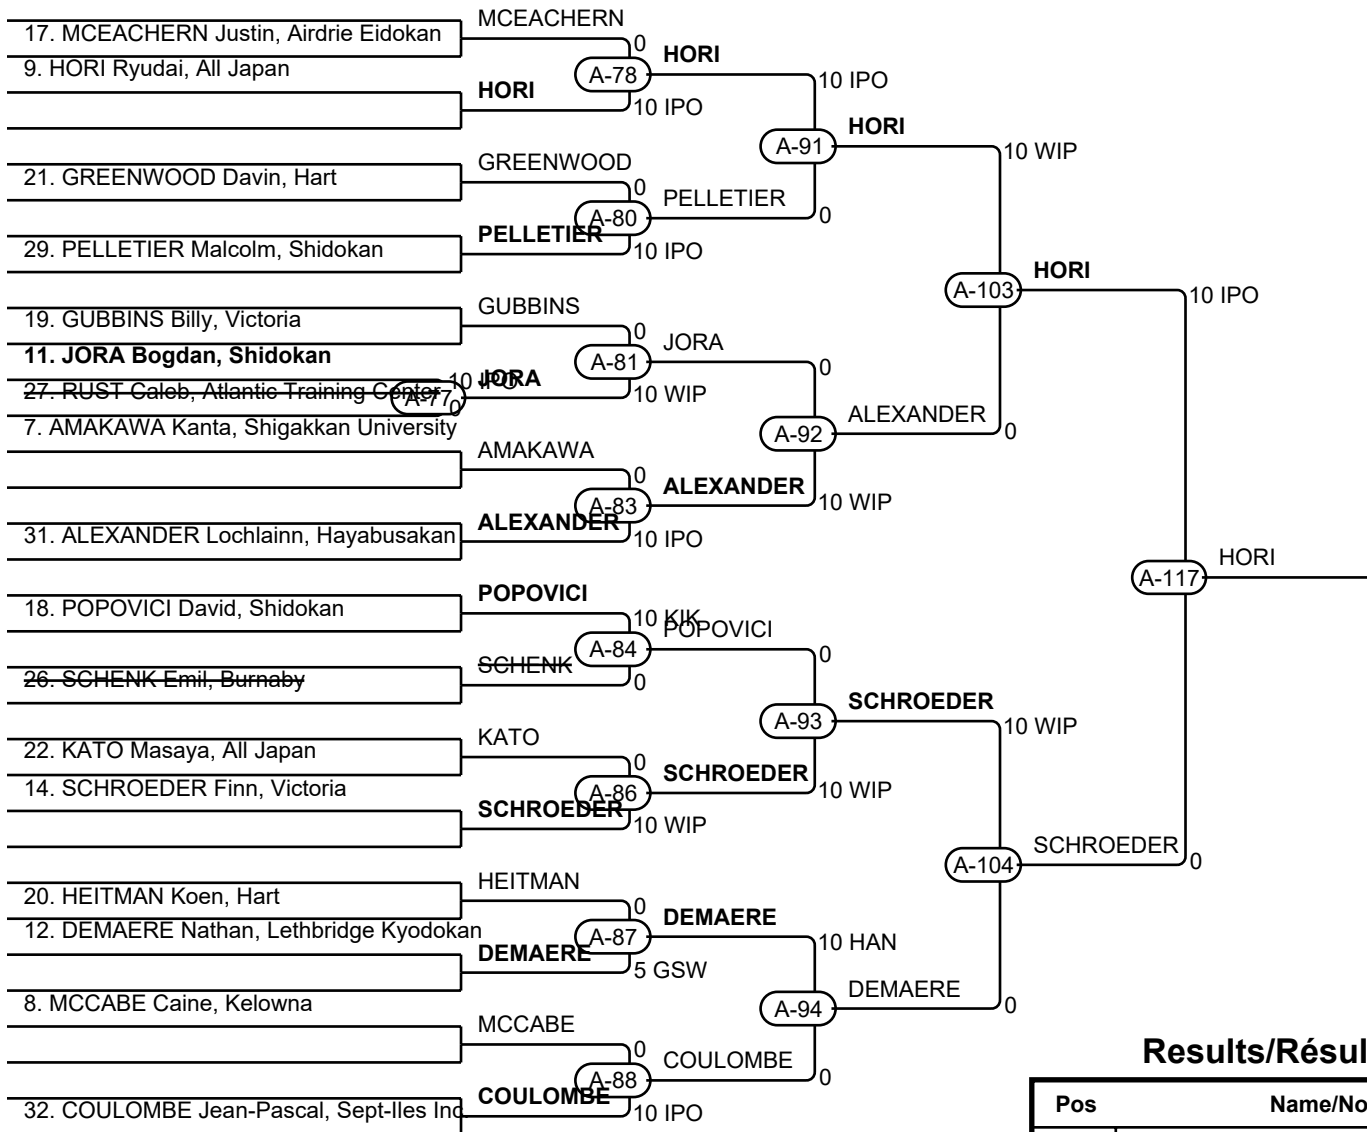 17. MCEACHERN Justin, Airdrie Eidokan
9. HORI Ryudai, All Japan
21. GREENWOOD Davin, Hart
29. PELLETIER Malcolm, Shidokan
19. GUBBINS Billy, Victoria
11. JORA Bogdan, Shidokan
27. RUST Caleb, Atlantic Training Center
7. AMAKAWA Kanta, Shigakkan University
31. ALEXANDER Lochlainn, Hayabusakan
18. POPOVICI David, Shidokan
26. SCHENK Emil, Burnaby
22. KATO Masaya, All Japan
14. SCHROEDER Finn, Victoria
20. HEITMAN Koen, Hart
12. DEMAERE Nathan, Lethbridge Kyodokan
8. MCCABE Caine, Kelowna
32. COULOMBE Jean-Pascal, Sept-Iles Inc.
A-77
10 IPO
0
MCEACHERN
0
A-78
HORI
10 IPO
GREENWOOD
0
A-80
PELLETIER
10 IPO
GUBBINS
0
A-81
JORA
10 WIP
AMAKAWA
0
A-83
ALEXANDER
10 IPO
POPOVICI
10 KIK
A-84
SCHENK
0
KATO
0
A-86
SCHROEDER
10 WIP
HEITMAN
0
A-87
DEMAERE
5 GSW
MCCABE
0
A-88
COULOMBE
10 IPO
HORI
10 IPO
A-91
PELLETIER
0
JORA
0
A-92
ALEXANDER
10 WIP
POPOVICI
0
A-93
SCHROEDER
10 WIP
DEMAERE
10 HAN
A-94
COULOMBE
0
HORI
10 WIP
A-103
ALEXANDER
0
SCHROEDER
10 WIP
A-104
DEMAERE
0
HORI
10 IPO
A-117
SCHROEDER
0
HORI
Results/Résul
Pos
Name/No